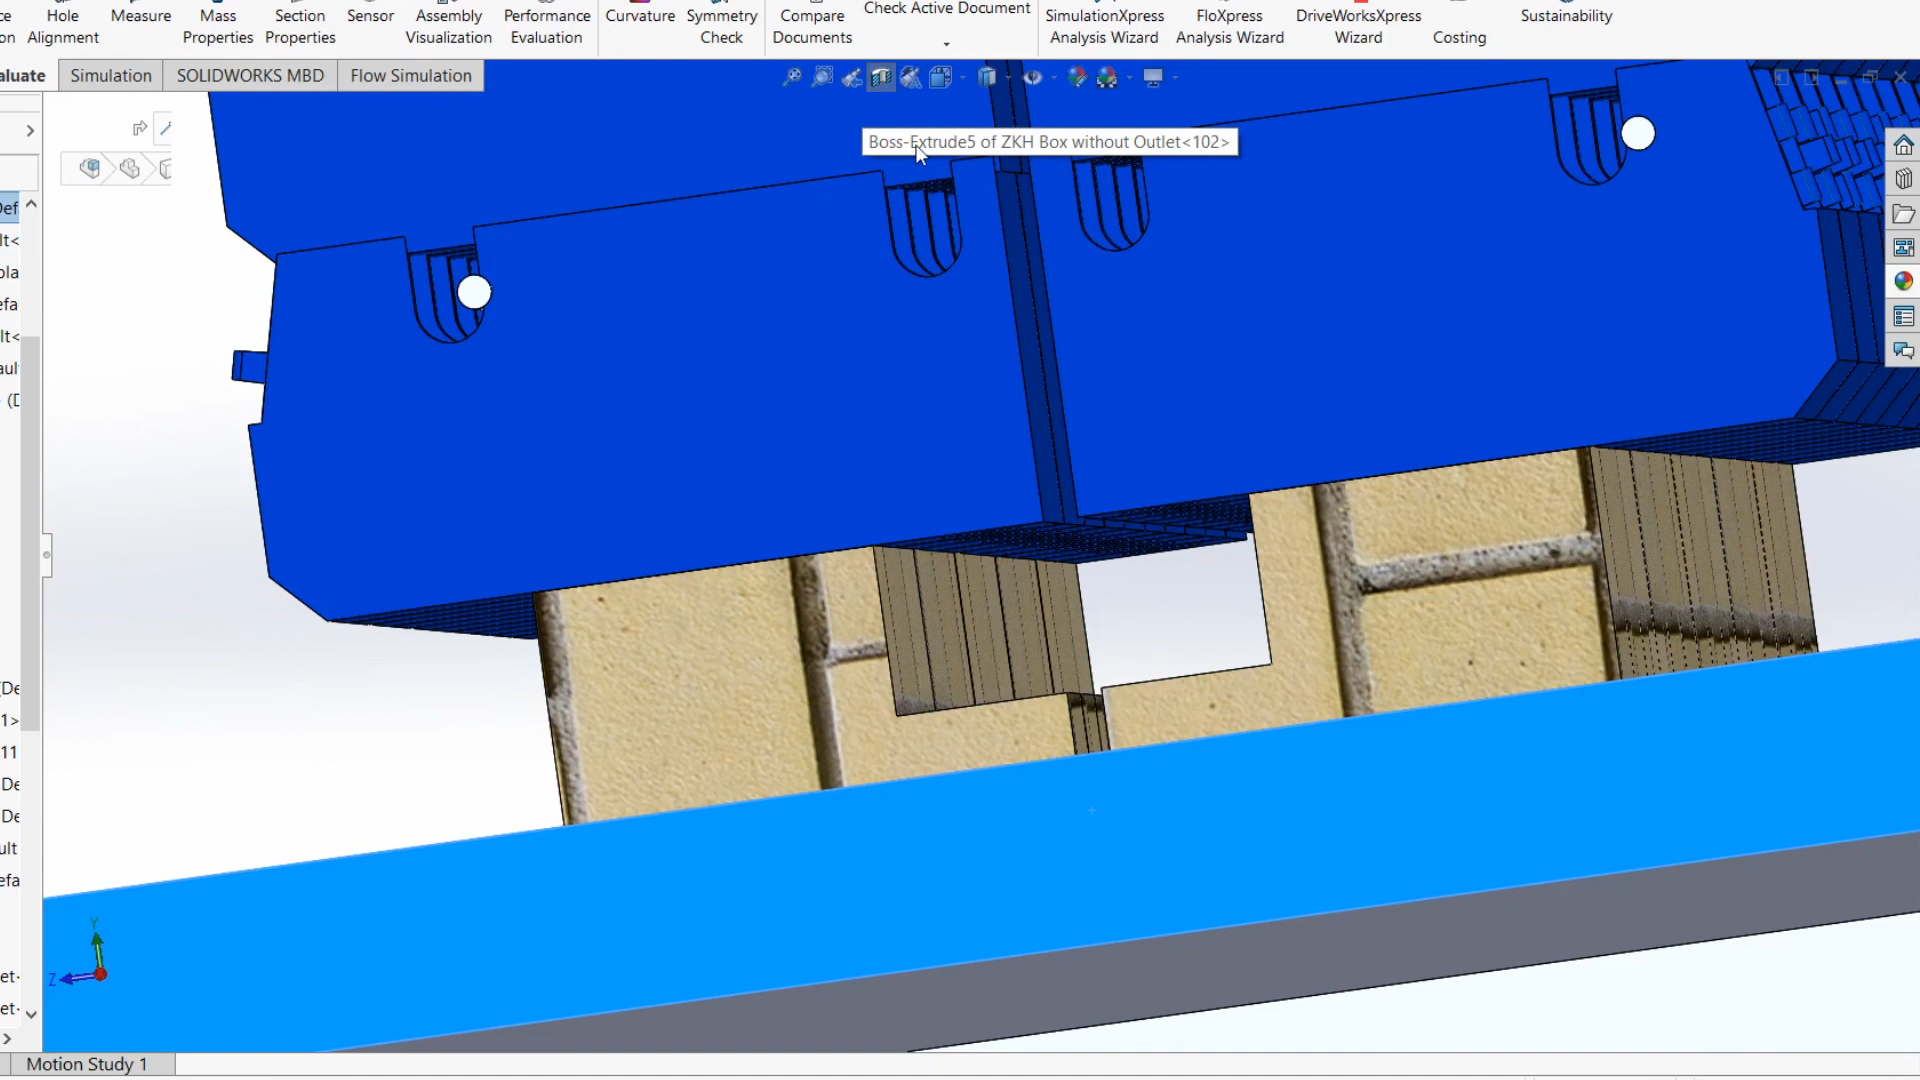 Hole Alignment
Measure
Mass Properties
Section Properties
Sensor
Assembly Visualization
Performance Evaluation
Curvature
Symmetry Check
Compare Documents
Check Active Document
SimulationXpress Analysis Wizard
FloXpress Analysis Wizard
DriveWorksXpress Wizard
Costing
Sustainability
aluate
Simulation
SOLIDWORKS MBD
Flow Simulation
Boss-Extrude5 of ZKH Box without Outlet<102>
Def
lt<
pla
efa
lt<
aul
(D
(De
1>
11
De
De
ult
efa
et-
et-
Y
Z
Motion Study 1